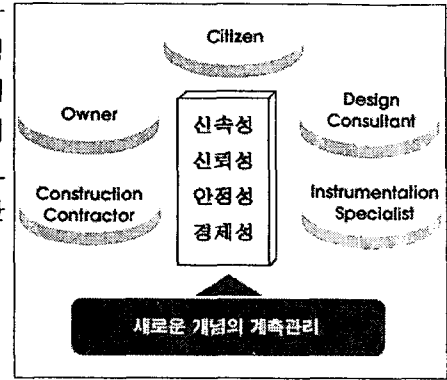 Citizen
Owner
Design
Consultant
신속성
신뢰성
안정성
경제성
Construction
Contractor
Instrumentation
Specialist
새로운 개념의 계측관리